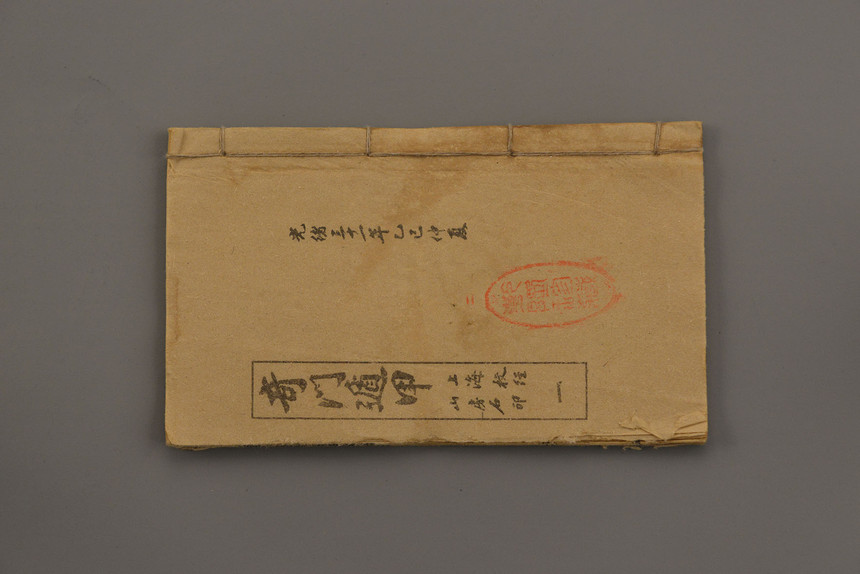 光緒三十一年乙巳仲夏
奇門遁甲
上海校經
山房石印
一